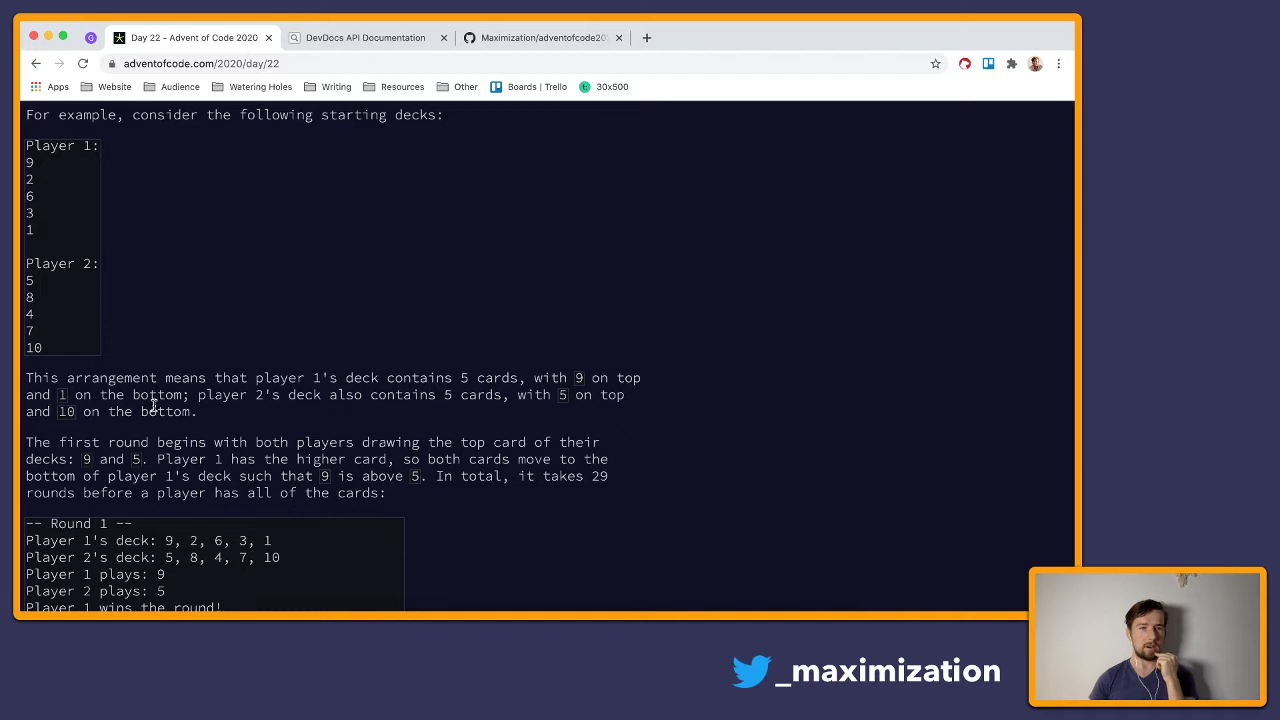 Day 22 - Advent of Code 2020
DevDocs API Documentation
Maximization/adventofcode202
adventofcode.com/2020/day/22
Apps
Website
Audience
Watering Holes
Writing
Resources
Other
Boards | Trello
30x500
For example, consider the following starting decks:
Player 1:
9
2
6
3
1
Player 2:
5
8
4
7
10
This arrangement means that player 1's deck contains 5 cards, with 9 on top
and 1 on the bottom; player 2's deck also contains 5 cards, with 5 on top
and 10 on the bottom.
The first round begins with both players drawing the top card of their
decks: 9 and 5. Player 1 has the higher card, so both cards move to the
bottom of player 1's deck such that 9 is above 5. In total, it takes 29
rounds before a player has all of the cards:
-- Round 1 --
Player 1's deck: 9, 2, 6, 3, 1
Player 2's deck: 5, 8, 4, 7, 10
Player 1 plays: 9
Player 2 plays: 5
Player 1 wins the round!
_maximization